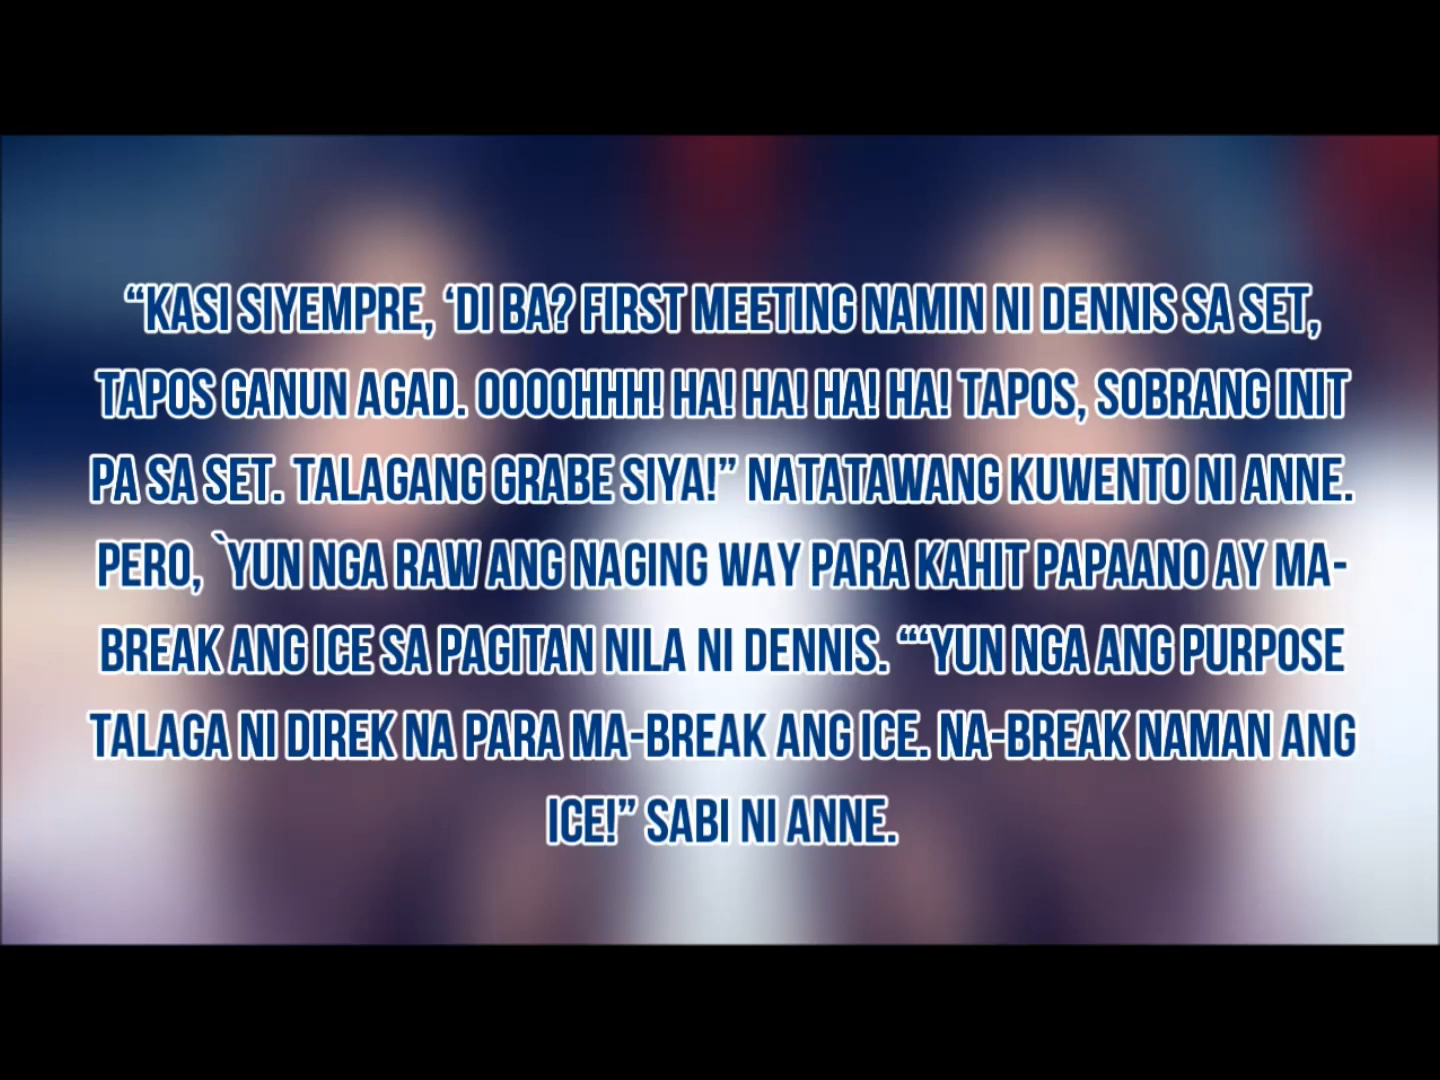 “KASI SIYEMPRE, ‘DI BA? FIRST MEETING NAMIN NI DENNIS SA SET,
TAPOS GANUN AGAD. OOOOHHH! HA! HA! HA! HA! TAPOS, SOBRANG INIT
PA SA SET. TALAGANG GRABE SIYA!” NATATAWANG KUWENTO NI ANNE.
PERO, `YUN NGA RAW ANG NAGING WAY PARA KAHIT PAPAANO AY MA-
BREAK ANG ICE SA PAGITAN NILA NI DENNIS. “‘YUN NGA ANG PURPOSE
TALAGA NI DIREK NA PARA MA-BREAK ANG ICE. NA-BREAK NAMAN ANG
ICE!” SABI NI ANNE.